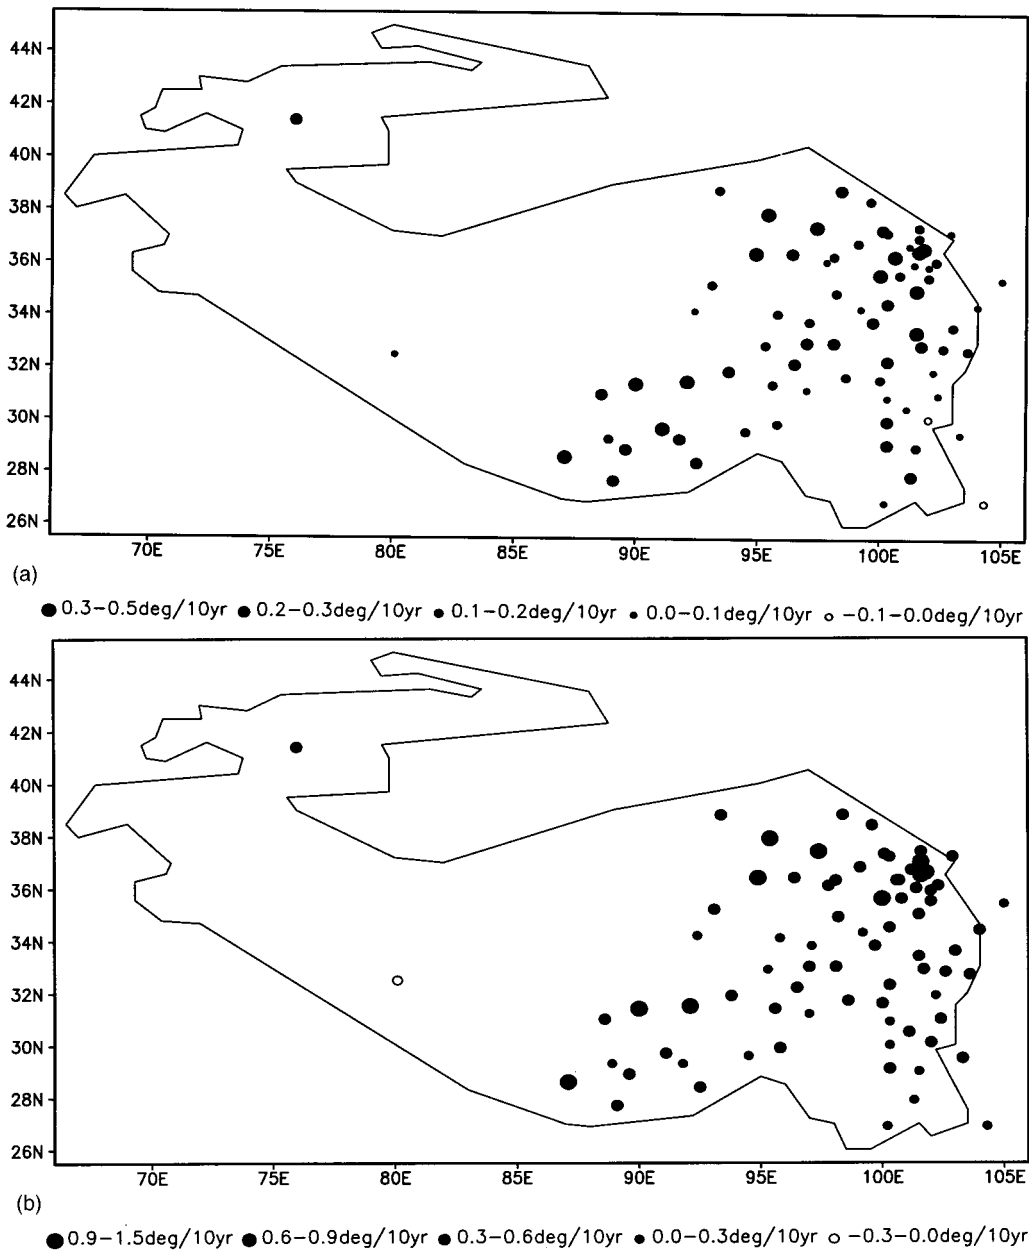 44N
42N
40N
38N
36N
34N
32N
30N
28N
26N
70E 75E 80E 85E 90E 95E 100E 105E
(a)
0.3-0.5deg/10yr 0.2-0.3deg/10yr 0.1-0.2deg/10yr 0.0-0.1deg/10yr -0.1-0.0deg/10yr
44N
42N
40N
38N
36N
34N
32N
30N
28N
26N
70E 75E 80E 85E 90E 95E 100E 105E
(b)
0.9-1.5deg/10yr 0.6-0.9deg/10yr 0.3-0.6deg/10yr 0.0-0.3deg/10yr -0.3-0.0deg/10yr